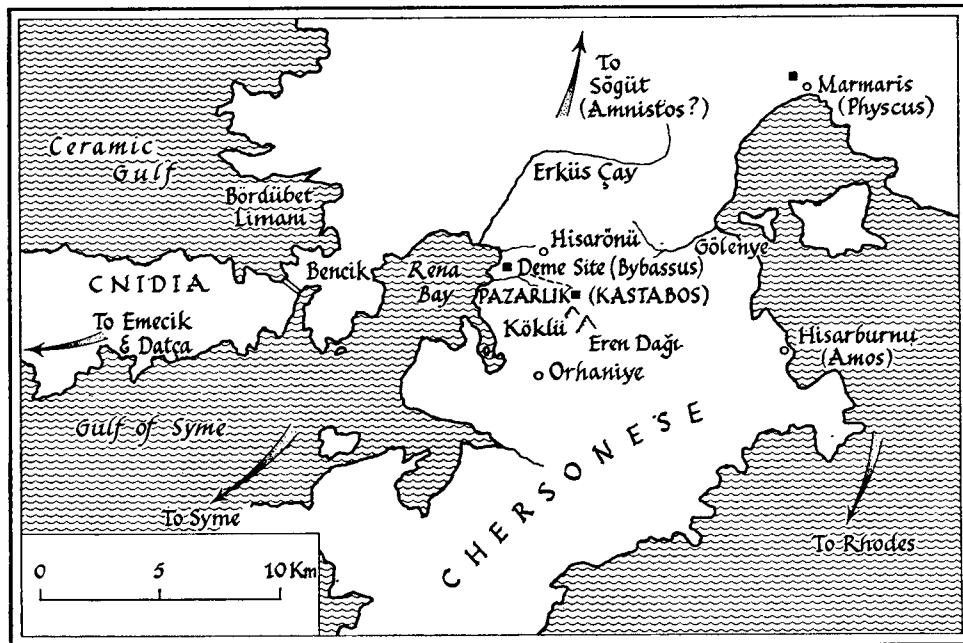 To
Söğüt
(Amnistos?)
Marmaris
(Physcus)
Ceramic
Gulf
Erküs Çay
Bördübet
Limani
Gölenye
Hisarönü
Bencik
Rena
Bay
Deme Site (Bybassus)
CNIDIA
PAZARLIK
(KASTABOS)
To Emecik
& Datça
Köklü
Eren Dağı
Hisarburnu
(Amos)
Orhaniye
Gulf of Syme
CHERSONESE
To Syme
To Rhodes
0 5 10 Km